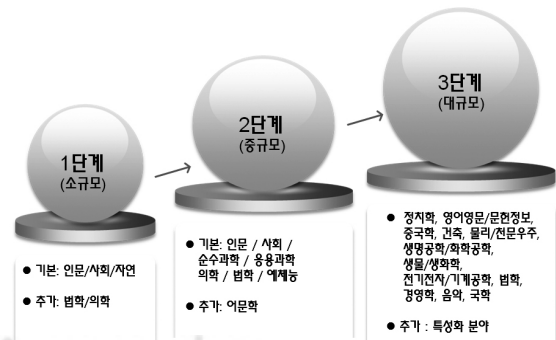 1단계
(소규모)
● 기본: 인문/사회/자연
● 추가: 법학/의학
2단계
(중규모)
● 기본: 인문 / 사회 /
순수과학 / 응용과학
의학 / 법학 / 예체능
● 추가: 어문학
3단계
(대규모)
● 정치학, 영어영문/문헌정보,
중국학, 건축, 물리/천문우주,
생명공학/화학공학,
생물/생화학,
전기전자/기계공학, 법학,
경영학, 음악, 국학
● 추가 : 특성화 분야